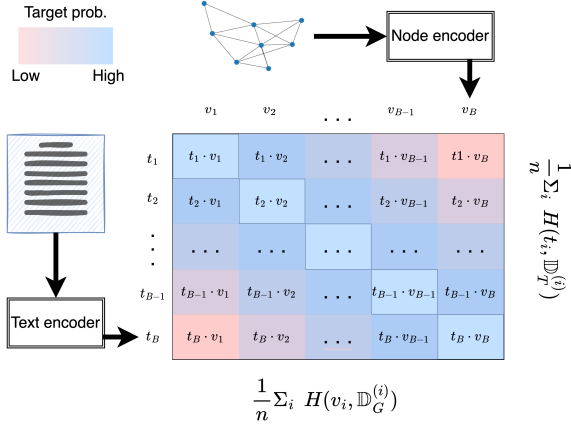 Target prob.
Low High
Node encoder
v_1 v_2 ... v_{B-1} v_B
t_1 t_1 · v_1 t_1 · v_2 ... t_1 · v_{B-1} t1 · v_B
t_2 t_2 · v_1 t_2 · v_2 ... t_2 · v_{B-1} t_2 · v_B
... ... ... ... ... ...
t_{B-1} t_{B-1} · v_1 t_{B-1} · v_2 ... t_{B-1} · v_{B-1} t_{B-1} · v_B
t_B t_B · v_1 t_B · v_2 ... t_B · v_{B-1} t_B · v_B
Text encoder
\frac{1}{n} Σ_i H(t_i, 𝔻_T^{(i)})
\frac{1}{n} Σ_i H(v_i, 𝔻_G^{(i)})